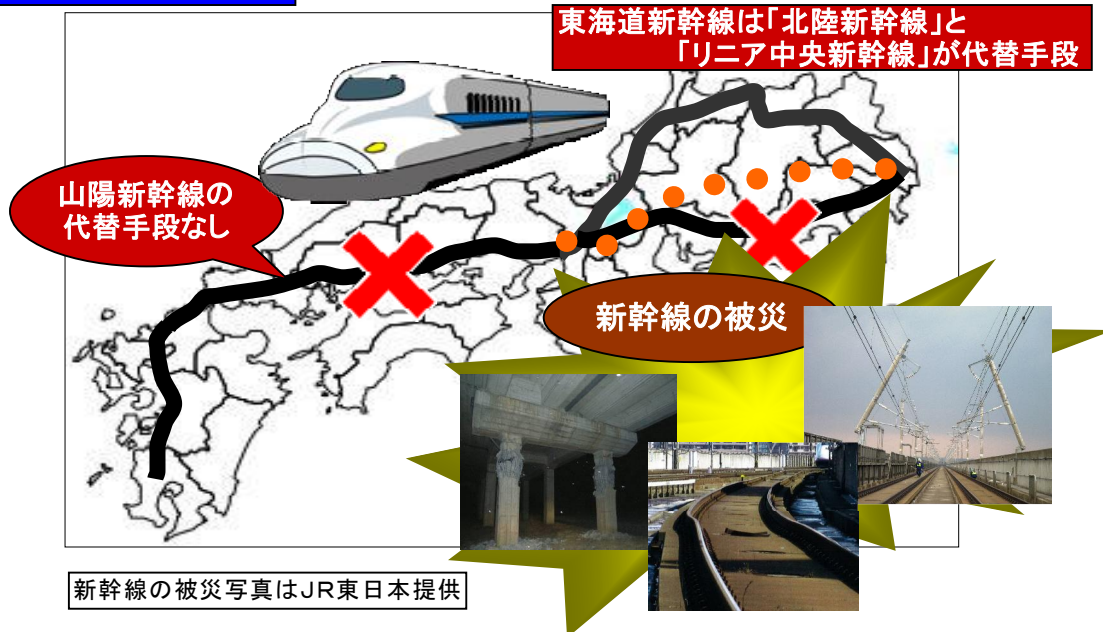 東海道新幹線は「北陸新幹線」と
「リニア中央新幹線」が代替手段
山陽新幹線の
代替手段なし
新幹線の被災
新幹線の被災写真はJR東日本提供